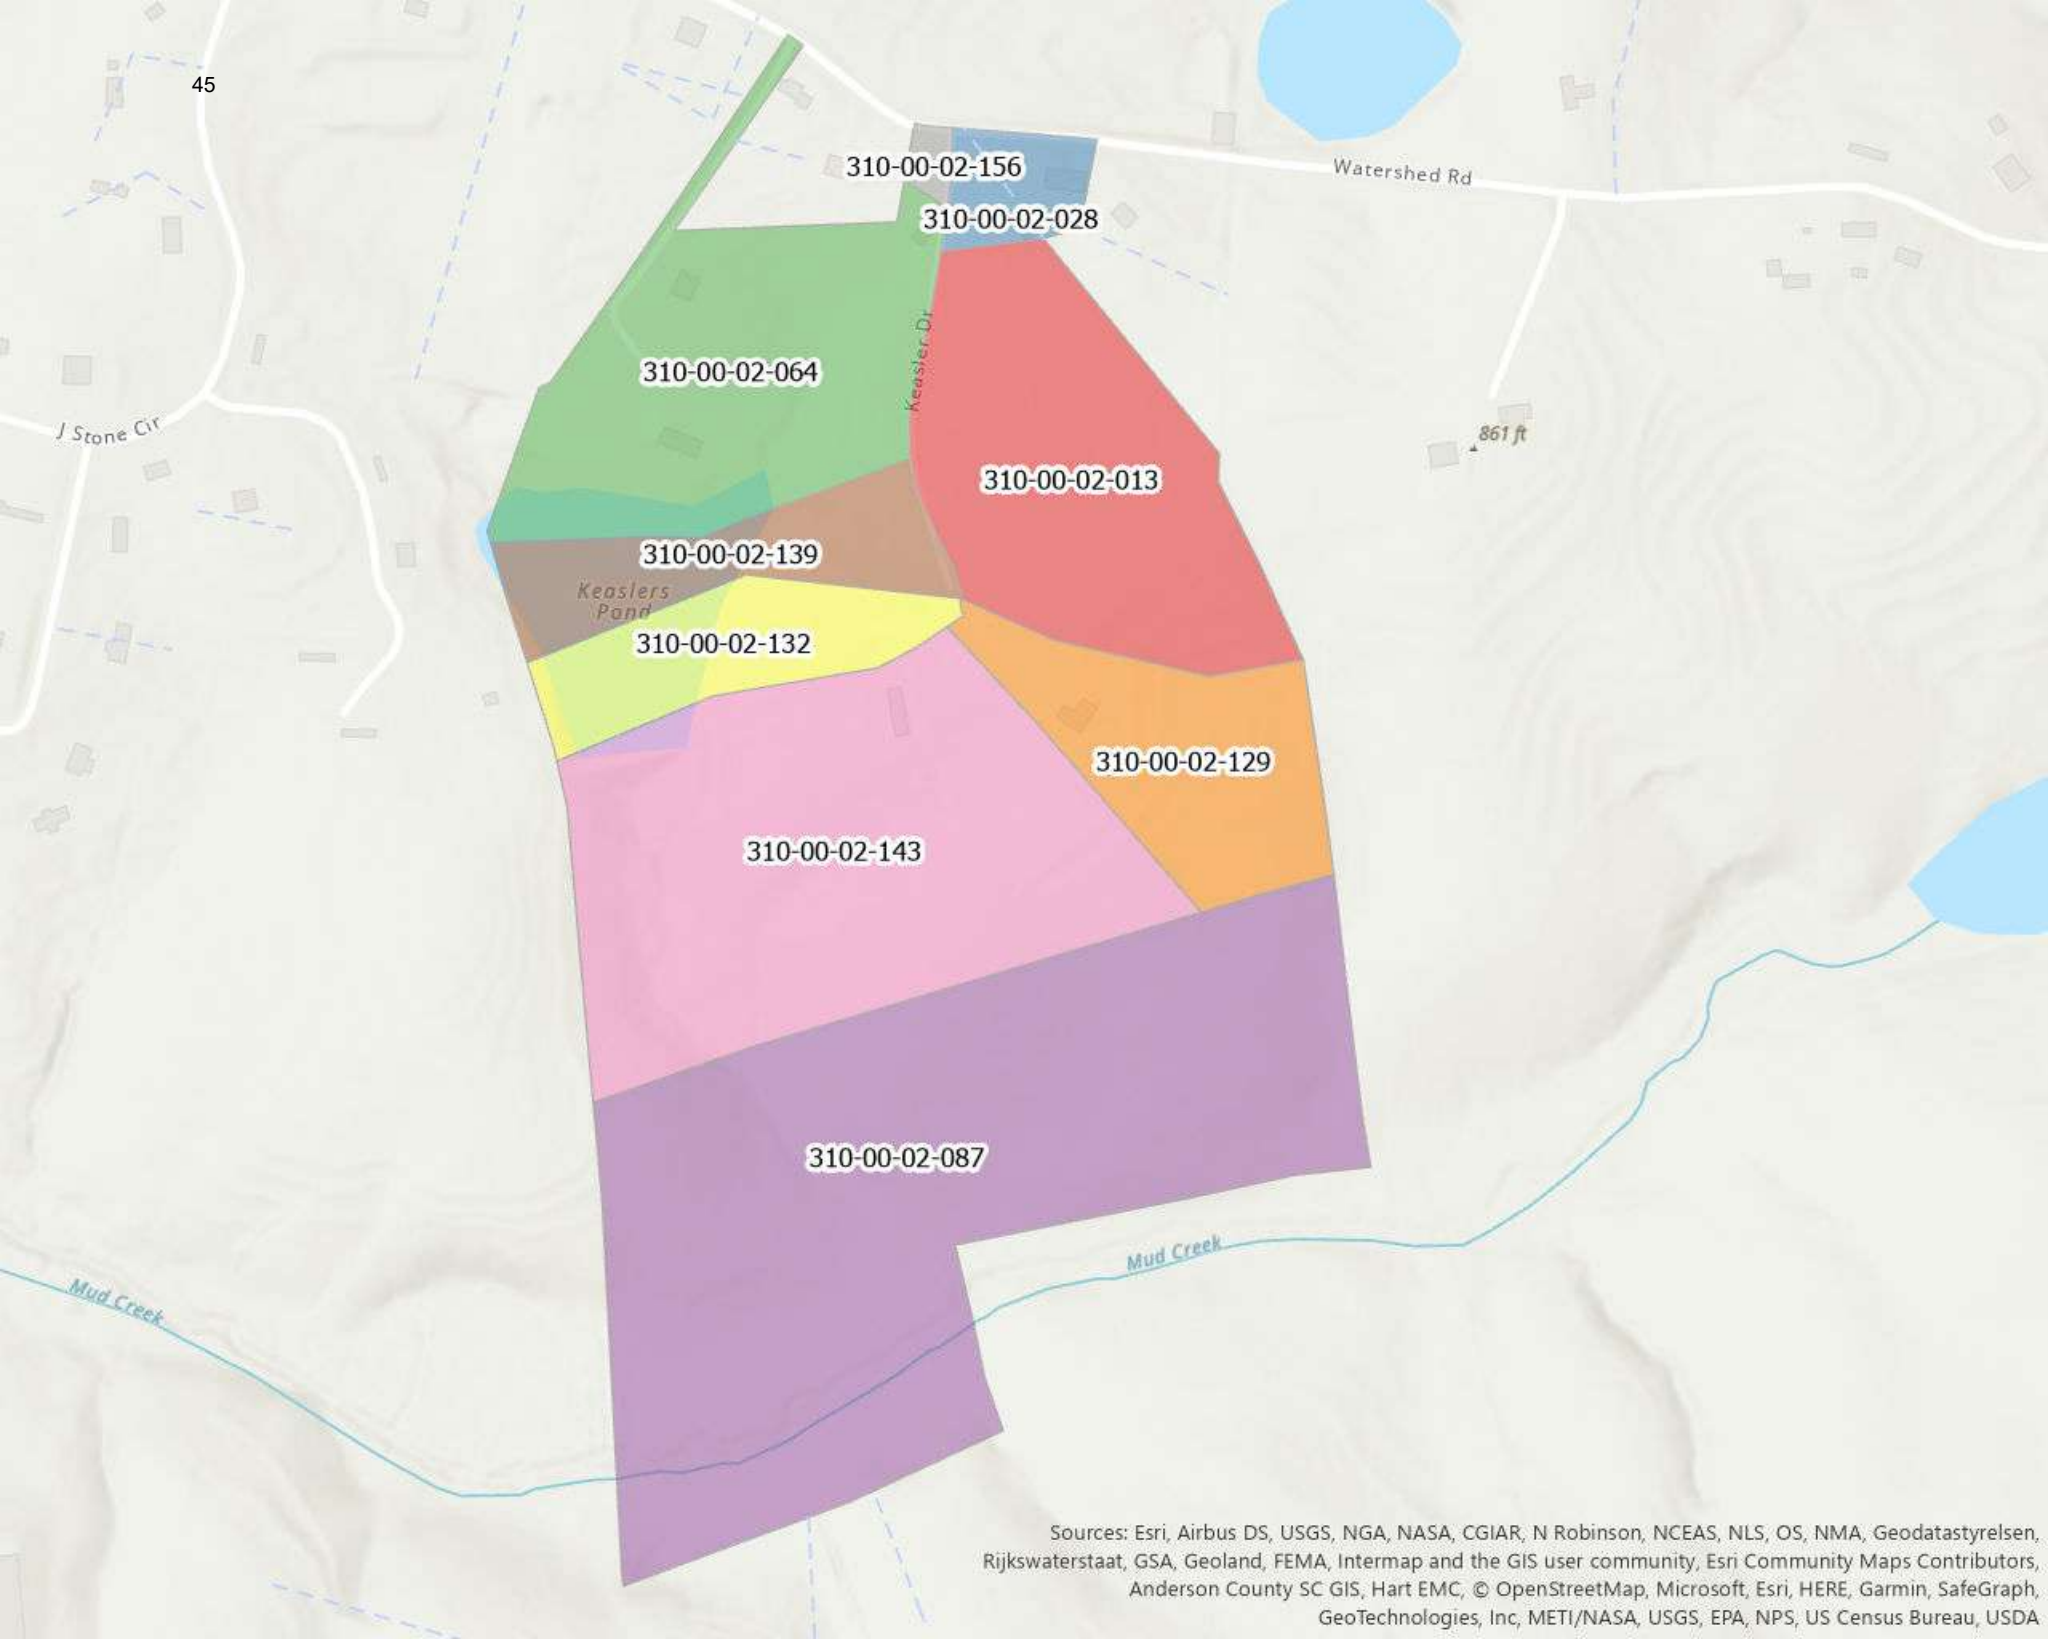 45
310-00-02-156
Watershed Rd
310-00-02-028
Keasler Dr
310-00-02-064
J Stone Cir
861 ft
310-00-02-013
310-00-02-139
Keaslers
Pond
310-00-02-132
310-00-02-129
310-00-02-143
310-00-02-087
Mud Creek
Mud Creek
Sources: Esri, Airbus DS, USGS, NGA, NASA, CGIAR, N Robinson, NCEAS, NLS, OS, NMA, Geodatastyrelsen,
Rijkswaterstaat, GSA, Geoland, FEMA, Intermap and the GIS user community, Esri Community Maps Contributors,
Anderson County SC GIS, Hart EMC, © OpenStreetMap, Microsoft, Esri, HERE, Garmin, SafeGraph,
GeoTechnologies, Inc, METI/NASA, USGS, EPA, NPS, US Census Bureau, USDA